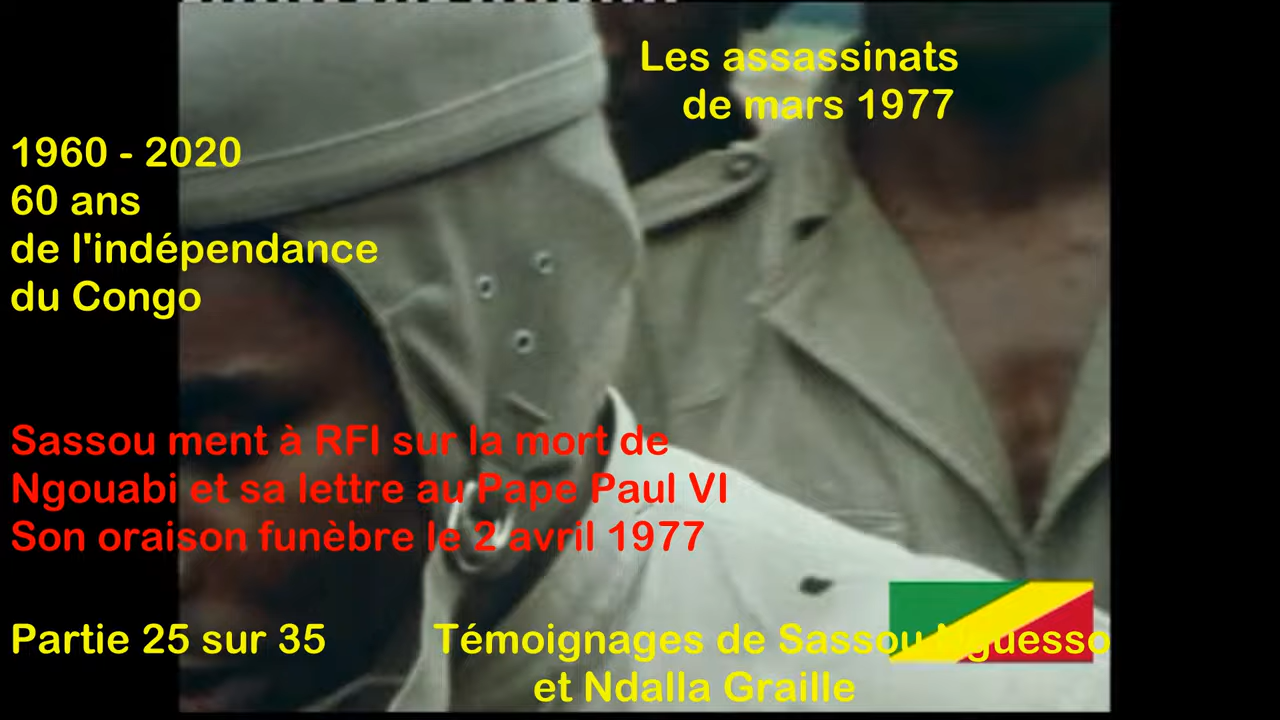 Les assassinats
de mars 1977
1960 - 2020
60 ans
de l'indépendance
du Congo
Sassou ment à RFI sur la mort de
Ngouabi et sa lettre au Pape Paul VI
Son oraison funèbre le 2 avril 1977
Partie 25 sur 35
Témoignages de Sassou Nguesso
et Ndalla Graille